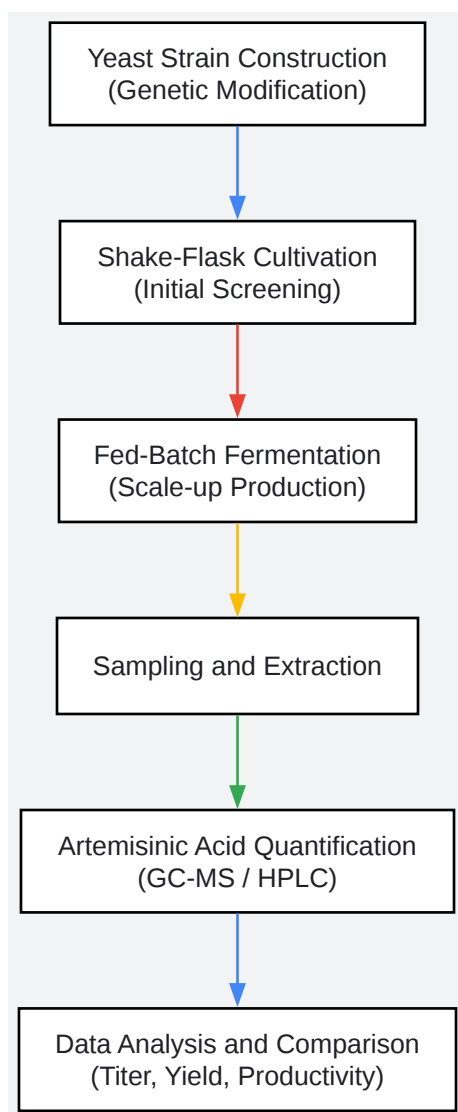 Yeast Strain Construction
(Genetic Modification)
Shake-Flask Cultivation
(Initial Screening)
Fed-Batch Fermentation
(Scale-up Production)
Sampling and Extraction
Artemisinic Acid Quantification
(GC-MS / HPLC)
Data Analysis and Comparison
(Titer, Yield, Productivity)